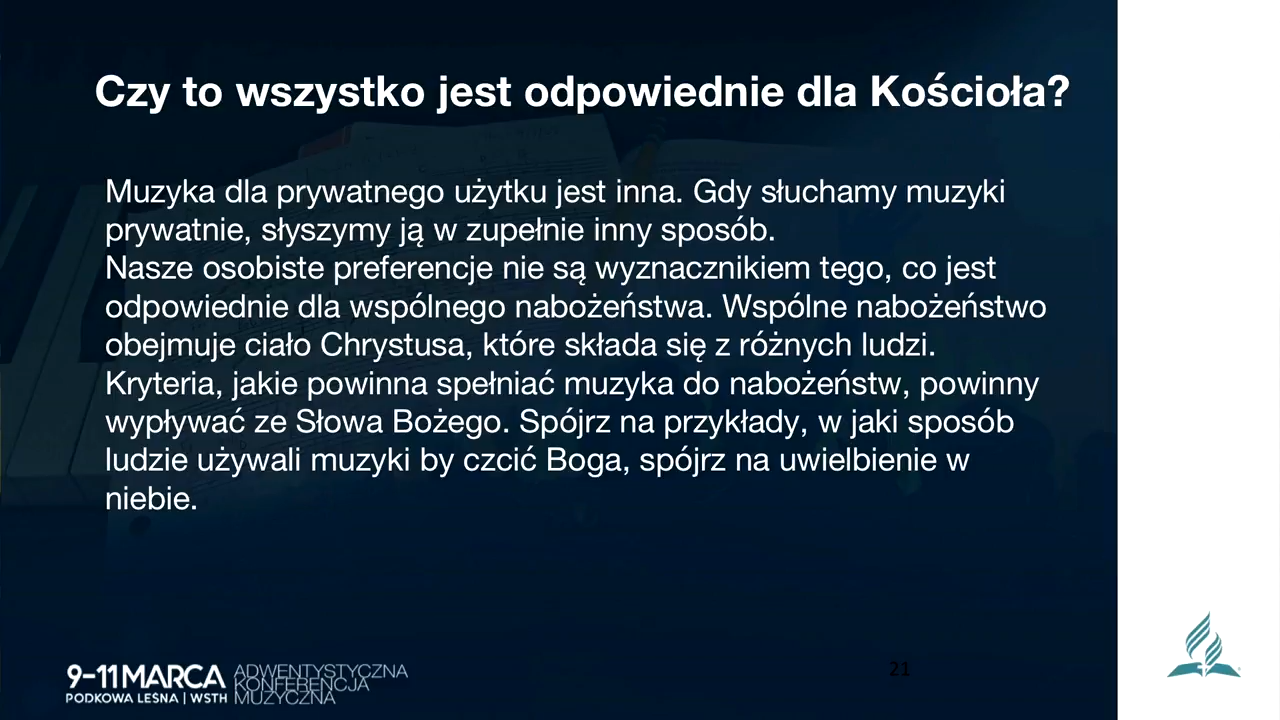 Czy to wszystko jest odpowiednie dla Kościoła?
Muzyka dla prywatnego użytku jest inna. Gdy słuchamy muzyki
prywatnie, słyszymy ją w zupełnie inny sposób.
Nasze osobiste preferencje nie są wyznacznikiem tego, co jest
odpowiednie dla wspólnego nabożeństwa. Wspólne nabożeństwo
obejmuje ciało Chrystusa, które składa się z różnych ludzi.
Kryteria, jakie powinna spełniać muzyka do nabożeństw, powinny
wypływać ze Słowa Bożego. Spójrz na przykłady, w jaki sposób
ludzie używali muzyki by czcić Boga, spójrz na uwielbienie w
niebie.
9-11 MARCA
PODKOWA LEŚNA | WSTH
ADWENTYSTYCZNA
KONFERENCJA
MUZYCZNA
21